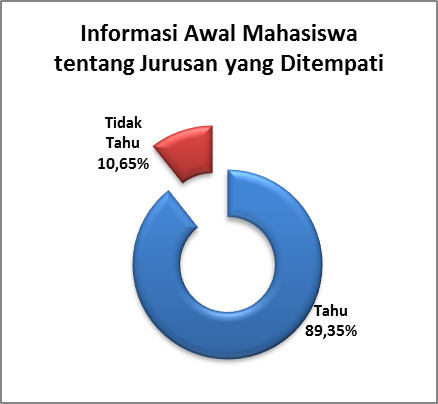 Informasi Awal Mahasiswa
tentang Jurusan yang Ditempati
Tidak
Tahu
10,65%
Tahu
89,35%